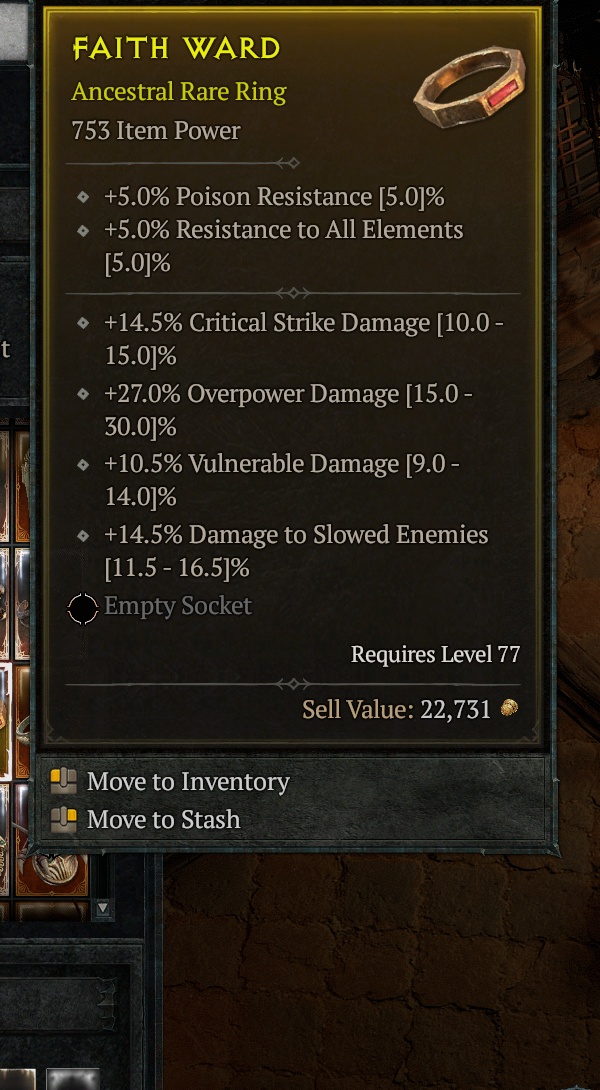 FAITH WARD
Ancestral Rare Ring
753 Item Power
+5.0% Poison Resistance [5.0]%
+5.0% Resistance to All Elements
[5.0]%
+14.5% Critical Strike Damage [10.0 -
15.0]%
+27.0% Overpower Damage [15.0 -
30.0]%
+10.5% Vulnerable Damage [9.0 -
14.0]%
+14.5% Damage to Slowed Enemies
[11.5 - 16.5]%
Empty Socket
Requires Level 77
Sell Value: 22,731
Move to Inventory
Move to Stash
t